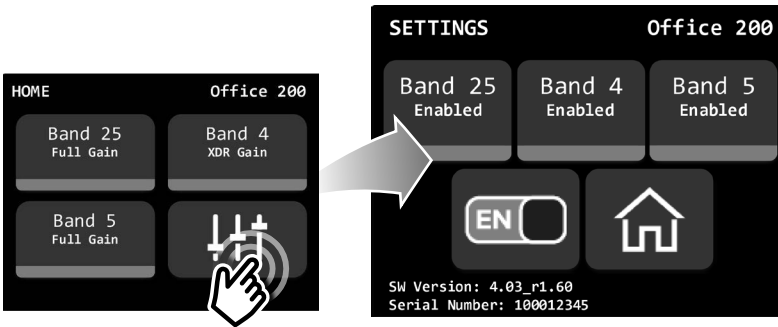 HOME Office 200
Band 25 Band 4
Full Gain XDR Gain
Band 5
Full Gain
SETTINGS Office 200
Band 25 Band 4 Band 5
Enabled Enabled Enabled
EN
SW Version: 4.03_r1.60
Serial Number: 100012345